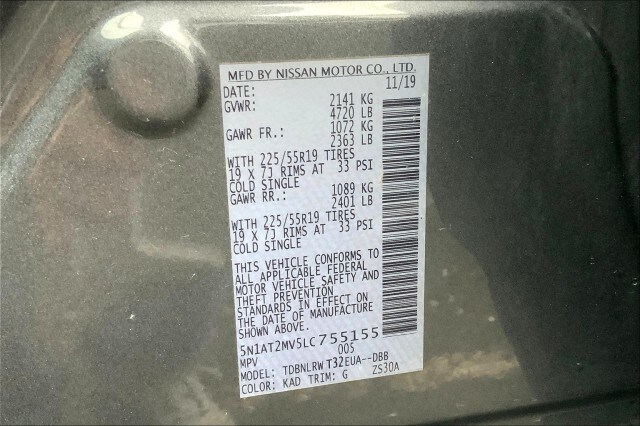 MFD BY NISSAN MOTOR CO., LTD.
DATE: 11/19
GVWR: 2141 KG
4720 LB
GAWR FR.: 1072 KG
2363 LB
WITH 225/55R19 TIRES
19 X 7J RIMS AT 33 PSI
COLD SINGLE
GAWR RR.: 1089 KG
2401 LB
WITH 225/55R19 TIRES
19 X 7J RIMS AT 33 PSI
COLD SINGLE
THIS VEHICLE CONFORMS TO
ALL APPLICABLE FEDERAL
MOTOR VEHICLE SAFETY AND
THEFT PREVENTION
STANDARDS IN EFFECT ON
THE DATE OF MANUFACTURE
SHOWN ABOVE.
5N1AT2MV5LC755155
MPV 005
MODEL: TDBNLRW T32EUA--DBB
COLOR: KAD TRIM: G ZS30A